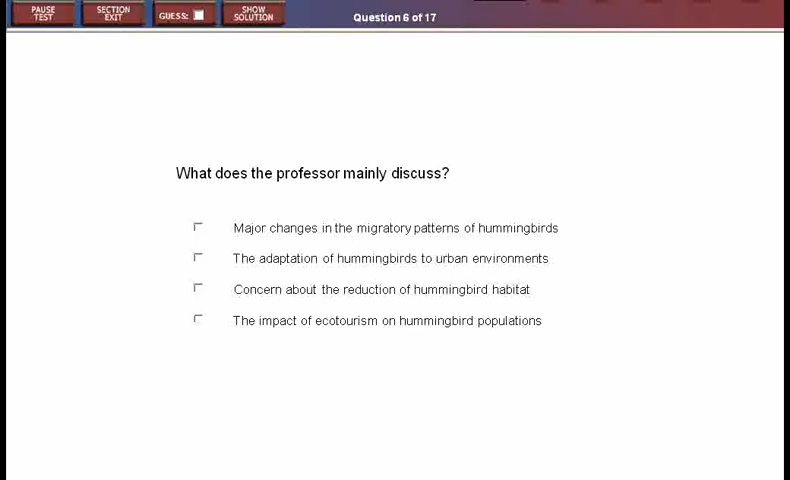 PAUSE TEST
SECTION EXIT
GUESS:
SHOW SOLUTION
Question 6 of 17
What does the professor mainly discuss?
Major changes in the migratory patterns of hummingbirds
The adaptation of hummingbirds to urban environments
Concern about the reduction of hummingbird habitat
The impact of ecotourism on hummingbird populations